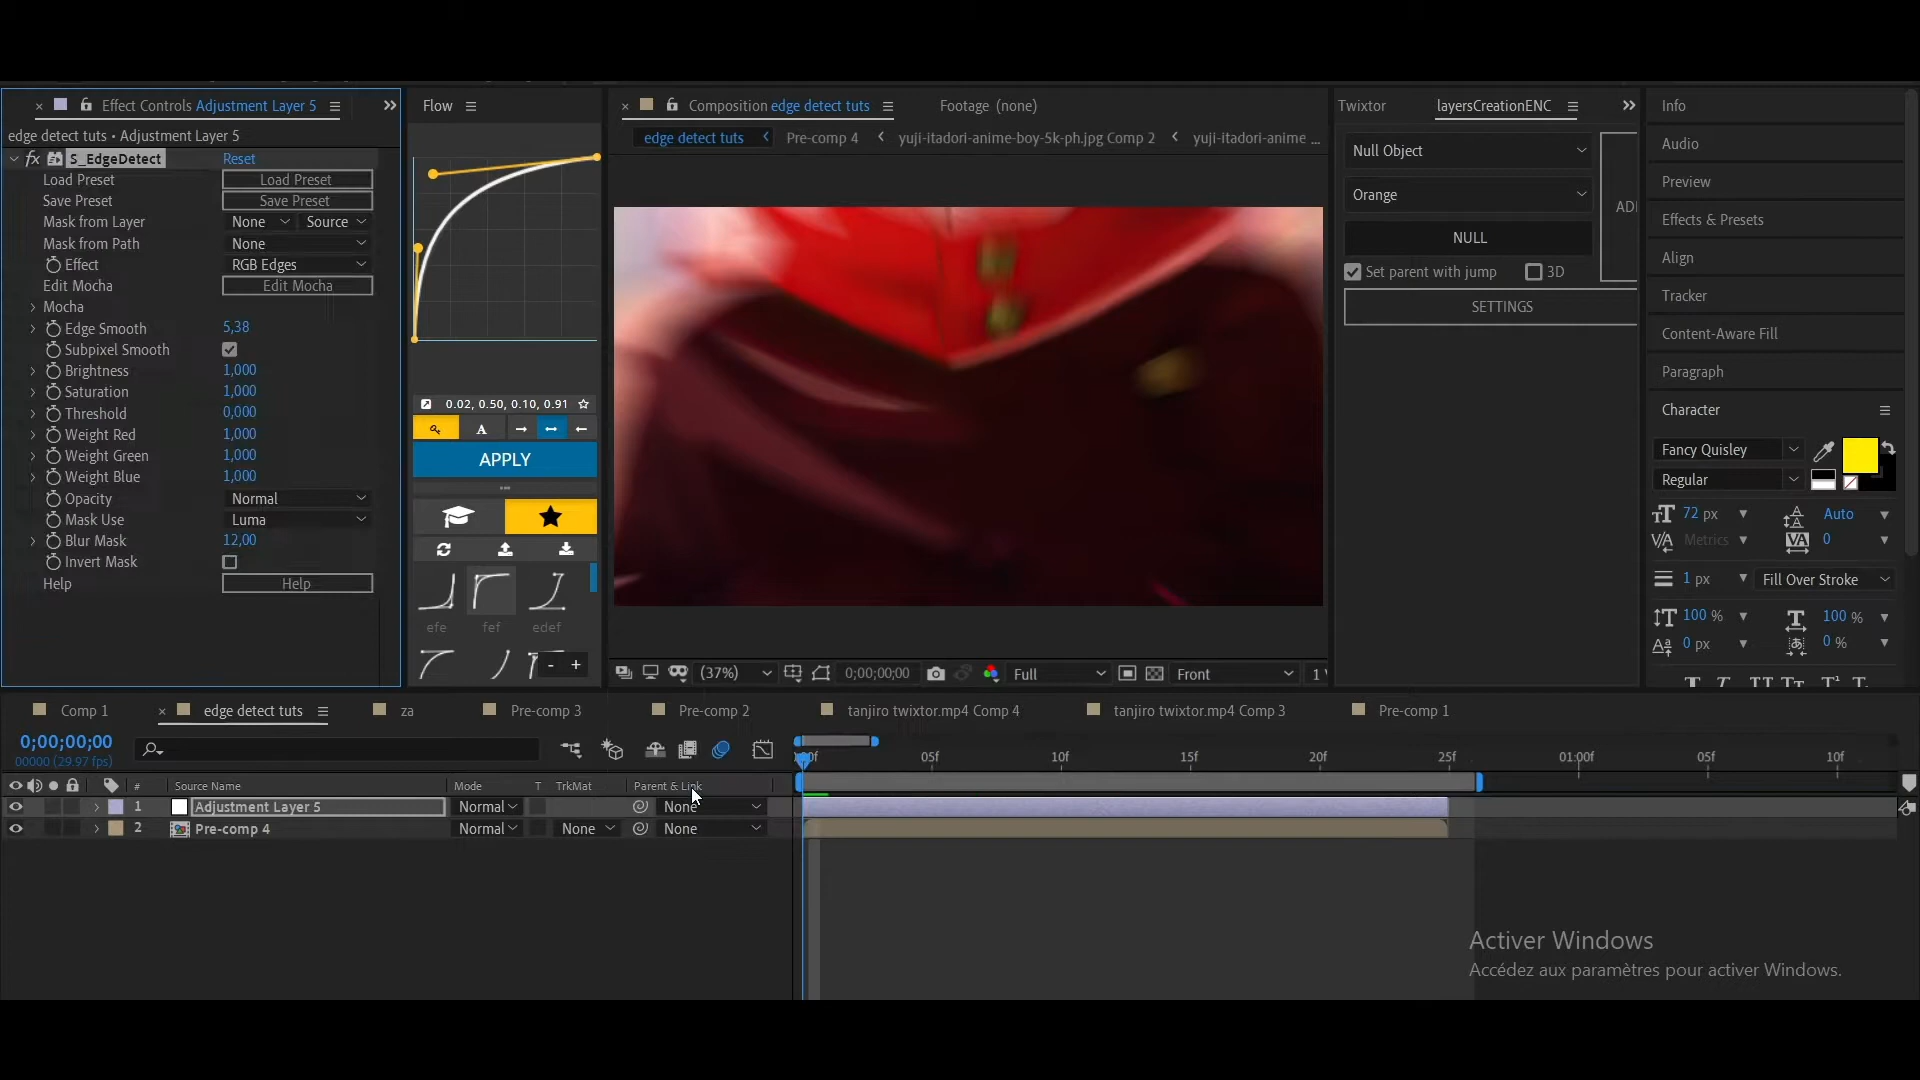 Effect Controls Adjustment Layer 5
edge detect tuts • Adjustment Layer 5
fx S_EdgeDetect Reset
Load Preset Load Preset
Save Preset Save Preset
Mask from Layer None Source
Mask from Path None
Effect RGB Edges
Edit Mocha Edit Mocha
Mocha
Edge Smooth 5,38
Subpixel Smooth
Brightness 1,000
Saturation 1,000
Threshold 0,000
Weight Red 1,000
Weight Green 1,000
Weight Blue 1,000
Opacity Normal
Mask Use Luma
Blur Mask 12,00
Invert Mask
Help Help
Flow
0.02, 0.50, 0.10, 0.91
A
APPLY
efe fef edef
- +
Composition edge detect tuts Footage (none)
edge detect tuts Pre-comp 4 yuji-itadori-anime-boy-5k-ph.jpg Comp 2 yuji-itadori-anime ...
(37%) 0;00;00;00 Full Front 1
Twixtor layersCreationENC
Null Object
Orange
AD
NULL
Set parent with jump 3D
SETTINGS
Info
Audio
Preview
Effects & Presets
Align
Tracker
Content-Aware Fill
Paragraph
Character
Fancy Quisley
Regular
72 px Auto
Metrics 0
1 px Fill Over Stroke
100 % 100 %
0 px 0 %
Comp 1 edge detect tuts za Pre-comp 3 Pre-comp 2 tanjiro twixtor.mp4 Comp 4 tanjiro twixtor.mp4 Comp 3 Pre-comp 1
0;00;00;00
00000 (29.97 fps)
05f 10f 15f 20f 25f 01:00f 05f 10f
# Source Name Mode T TrkMat Parent & Link
1 Adjustment Layer 5 Normal None
2 Pre-comp 4 Normal None None
Activer Windows
Accédez aux paramètres pour activer Windows.